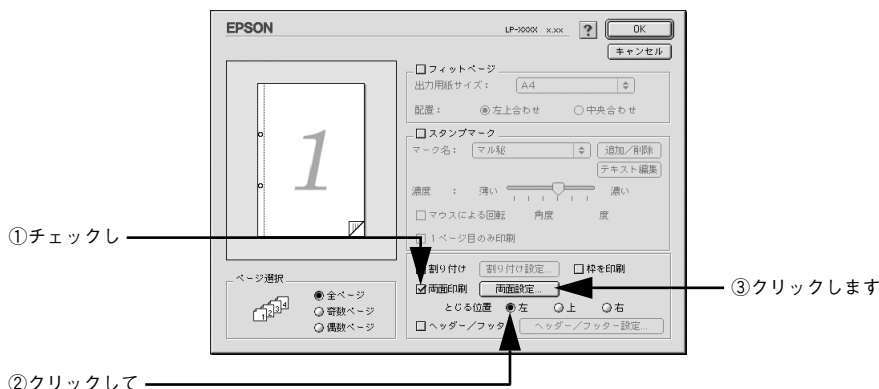 EPSON
LP-XXXX x.xx
?
OK
キャンセル
フィットページ
出力用紙サイズ：
A4
配置：
左上合わせ
中央合わせ
スタンプマーク
マーク名：
マル秘
追加／削除
テキスト編集
濃度 ：
薄い
濃い
マウスによる回転
角度
度
1ページ目のみ印刷
1
①チェックし
割り付け
割り付け設定...
枠を印刷
両面印刷
両面設定...
③クリックします
とじる位置
左
上
右
ヘッダー／フッター
ヘッダー／フッター設定...
ページ選択
1 2 3 4
全ページ
奇数ページ
偶数ページ
②クリックして